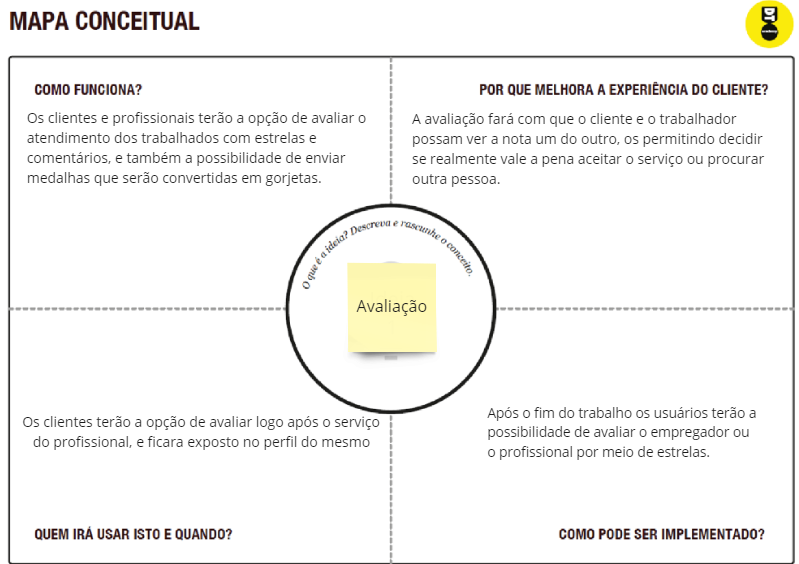 MAPA CONCEITUAL
COMO FUNCIONA?
Os clientes e profissionais terão a opção de avaliar o
atendimento dos trabalhados com estrelas e
comentários, e também a possibilidade de enviar
medalhas que serão convertidas em gorjetas.
POR QUE MELHORA A EXPERIÊNCIA DO CLIENTE?
A avaliação fará com que o cliente e o trabalhador
possam ver a nota um do outro, os permitindo decidir
se realmente vale a pena aceitar o serviço ou procurar
outra pessoa.
O que é a ideia? Descreva e rascunhe o conceito.
Avaliação
Os clientes terão a opção de avaliar logo após o serviço
do profissional, e ficara exposto no perfil do mesmo
QUEM IRÁ USAR ISTO E QUANDO?
Após o fim do trabalho os usuários terão a
possibilidade de avaliar o empregador ou
o profissional por meio de estrelas.
COMO PODE SER IMPLEMENTADO?